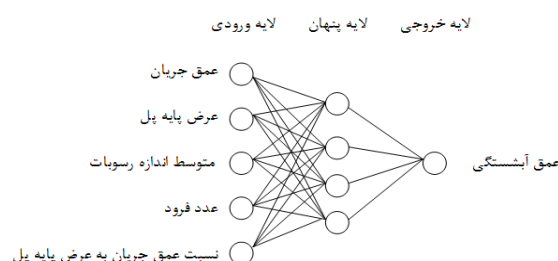 لایه ورودی
لایه پنهان
لایه خروجی
عمق جریان
عرض پایه پل
متوسط اندازه رسوبات
عمق آبشستگی
عدد فرود
نسبت عمق جریان به عرض پایه پل